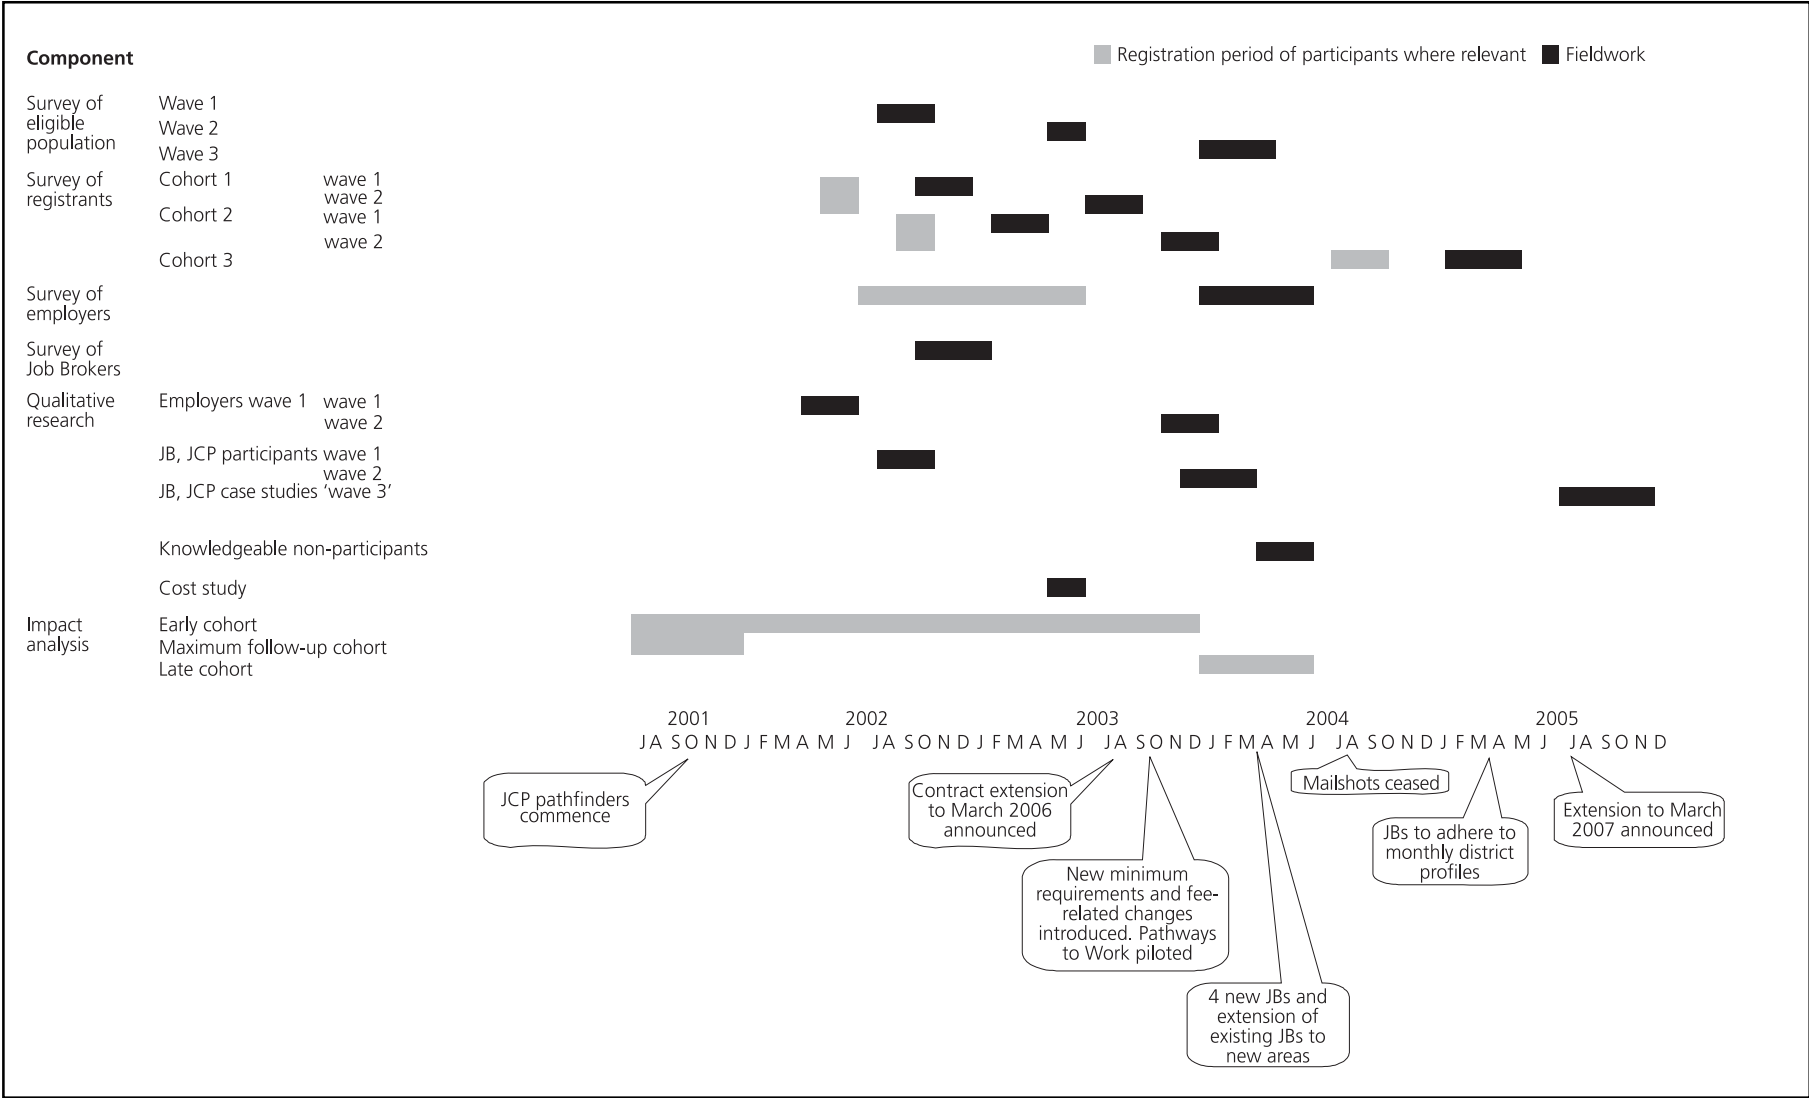 Component
Registration period of participants where relevant
Fieldwork
Survey of
eligible
population
Wave 1
Wave 2
Wave 3
Survey of
registrants
Cohort 1 wave 1
wave 2
Cohort 2 wave 1
wave 2
Cohort 3
Survey of
employers
Survey of
Job Brokers
Qualitative
research
Employers wave 1 wave 1
wave 2
JB, JCP participants wave 1
wave 2
JB, JCP case studies ‘wave 3’
Knowledgeable non-participants
Cost study
Impact
analysis
Early cohort
Maximum follow-up cohort
Late cohort
2001 2002 2003 2004 2005
J A S O N D J F M A M J J A S O N D J F M A M J J A S O N D J F M A M J J A S O N D J F M A M J J A S O N D
JCP pathfinders
commence
Contract extension
to March 2006
announced
New minimum
requirements and fee-
related changes
introduced. Pathways
to Work piloted
4 new JBs and
extension of
existing JBs to
new areas
Mailshots ceased
JBs to adhere to
monthly district
profiles
Extension to March
2007 announced